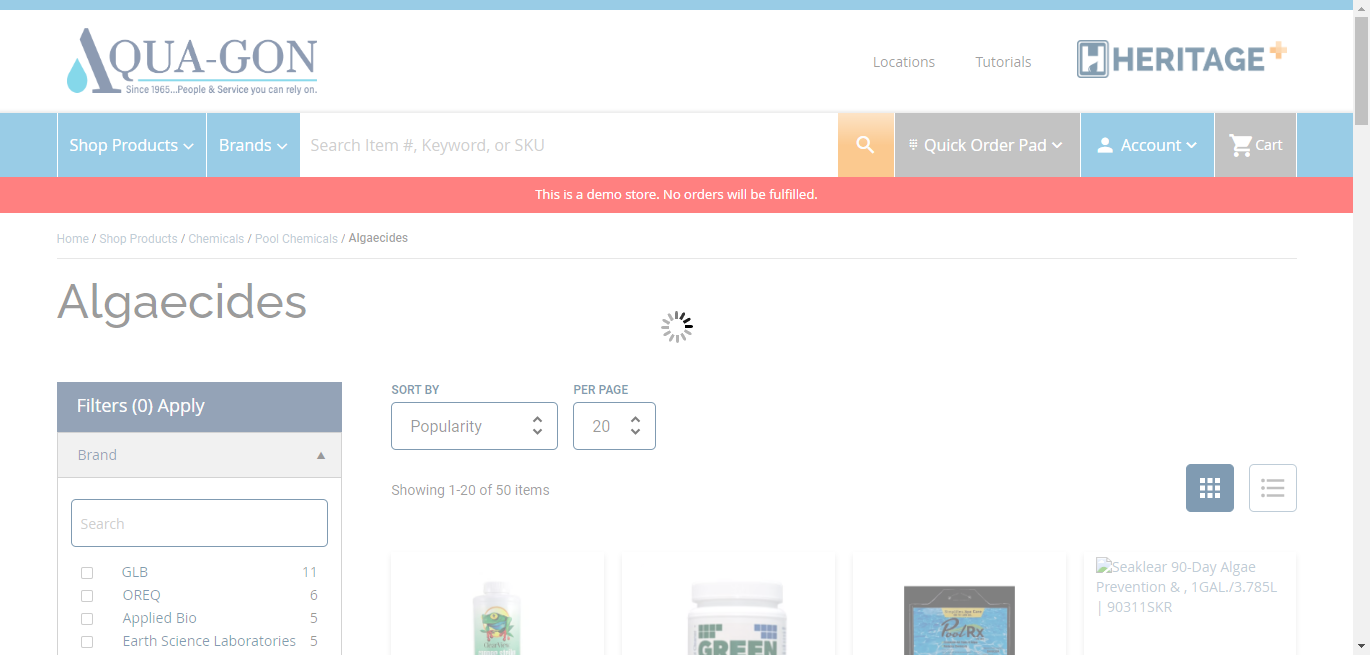 AQUA-GON
Since 1965...People & Service you can rely on.
Locations
Tutorials
HERITAGE+
Shop Products
Brands
Search Item #, Keyword, or SKU
Quick Order Pad
Account
Cart
This is a demo store. No orders will be fulfilled.
Home / Shop Products / Chemicals / Pool Chemicals / Algaecides
Algaecides
Filters (0) Apply
Brand
Search
GLB 11
OREQ 6
Applied Bio 5
Earth Science Laboratories 5
SORT BY
Popularity
PER PAGE
20
Showing 1-20 of 50 items
GREEN
PoolRx
Seaklear 90-Day Algae
Prevention & , 1GAL./3.785L
| 90311SKR